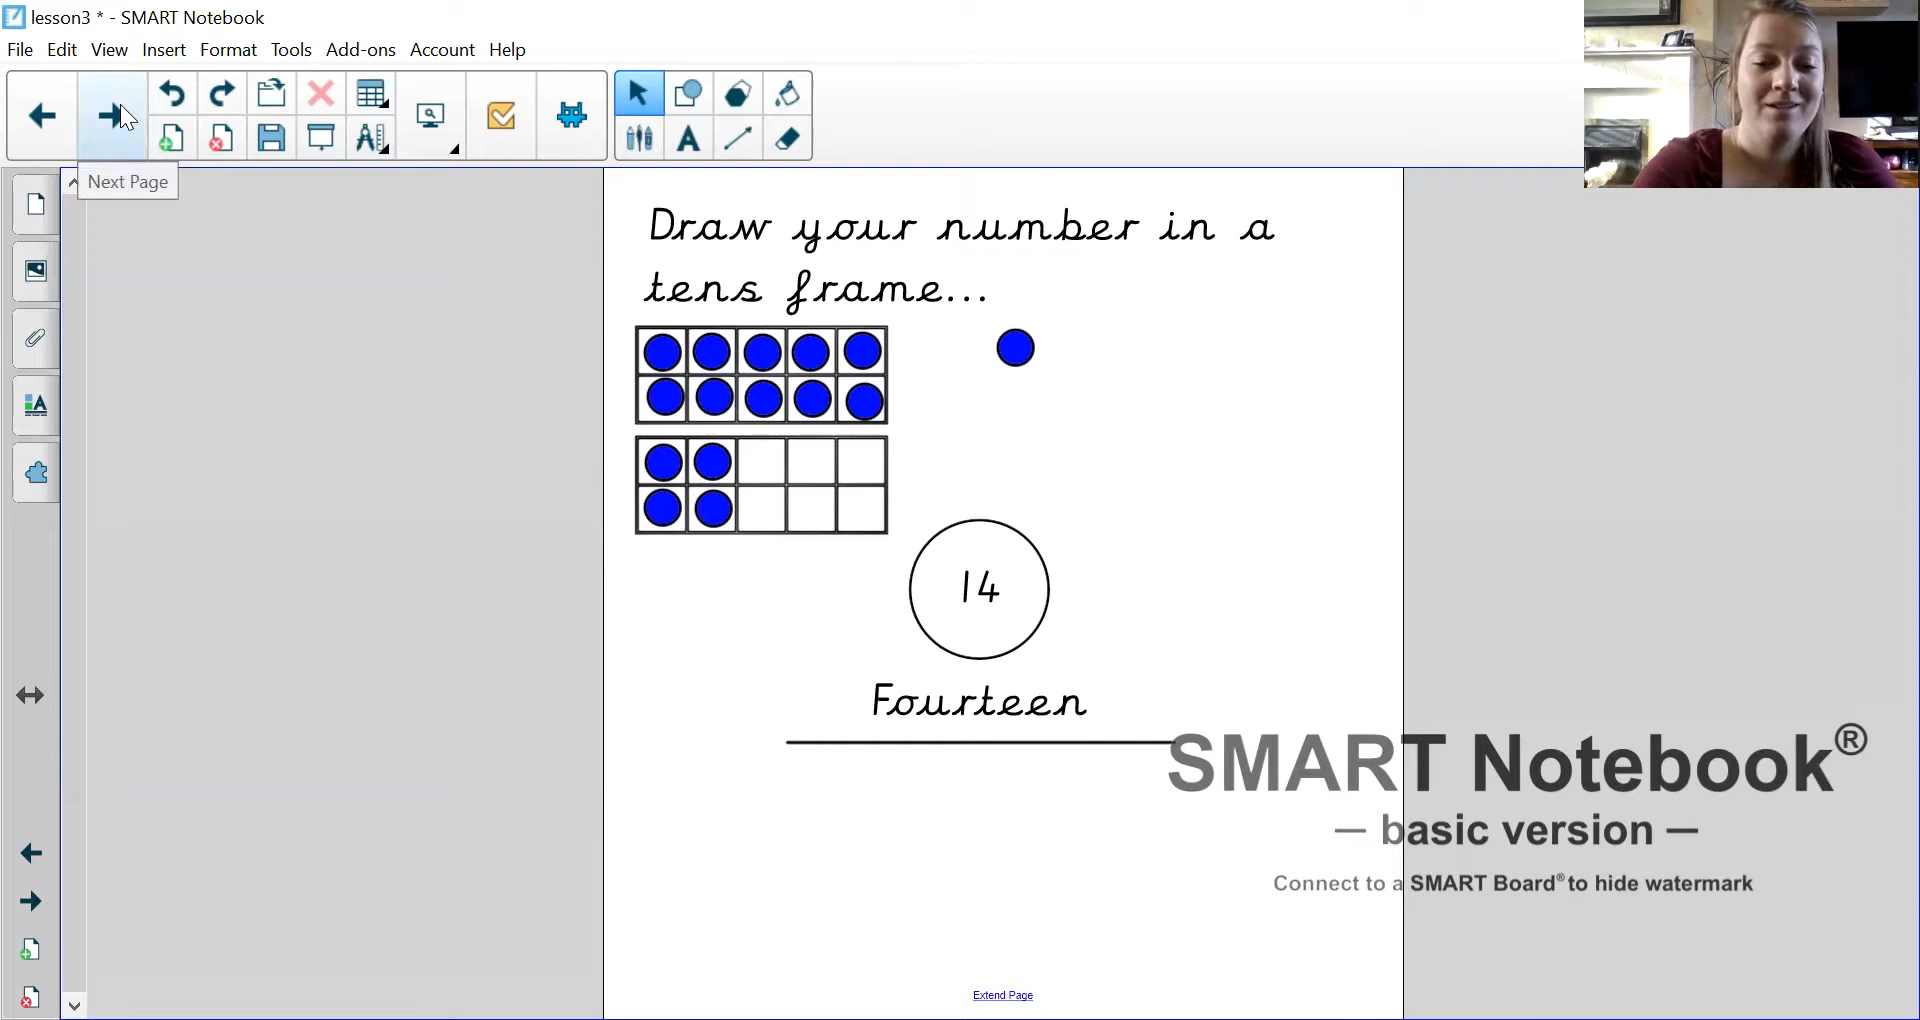 lesson3 * - SMART Notebook
File Edit View Insert Format Tools Add-ons Account Help
Next Page
Draw your number in a
tens frame...
14
Fourteen
SMART Notebook®
— basic version —
Connect to a SMART Board® to hide watermark
Extend Page